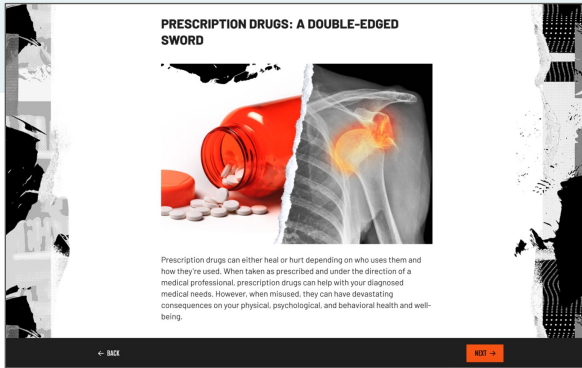 PRESCRIPTION DRUGS: A DOUBLE-EDGED
SWORD
Prescription drugs can either heal or hurt depending on who uses them and
how they're used. When taken as prescribed and under the direction of a
medical professional, prescription drugs can help with your diagnosed
medical needs. However, when misused, they can have devastating
consequences on your physical, psychological, and behavioral health and well-
being.
← BACK
NEXT →